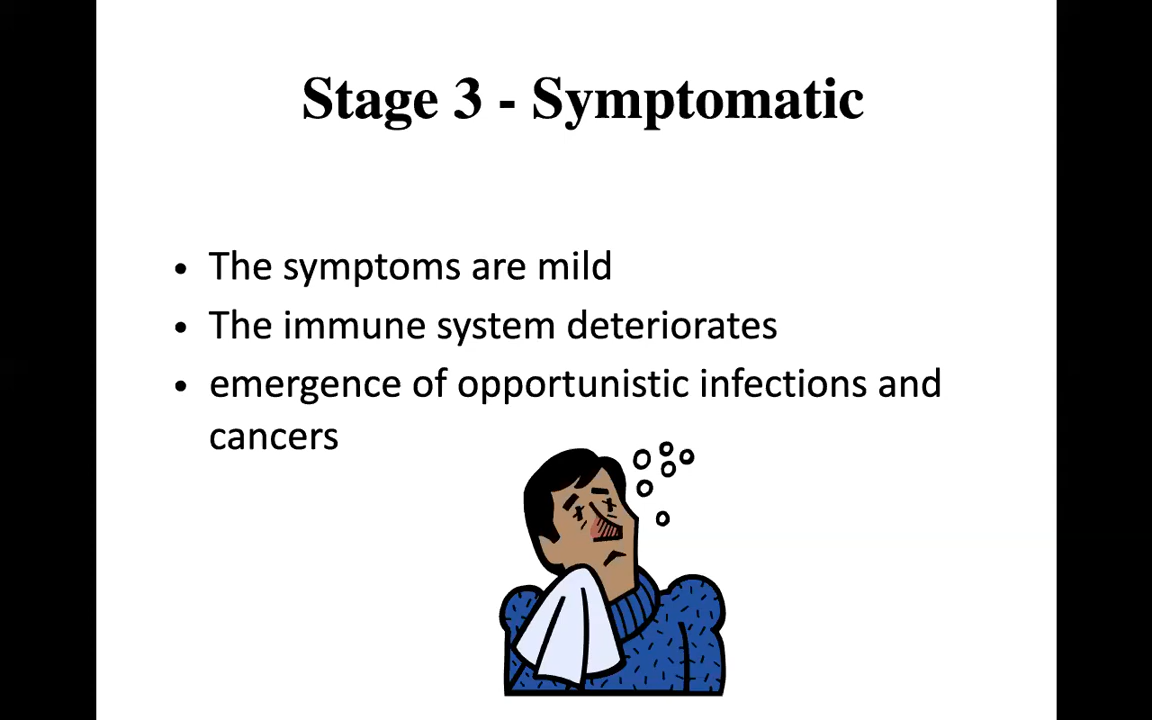 Stage 3 - Symptomatic
• The symptoms are mild
• The immune system deteriorates
• emergence of opportunistic infections and
cancers